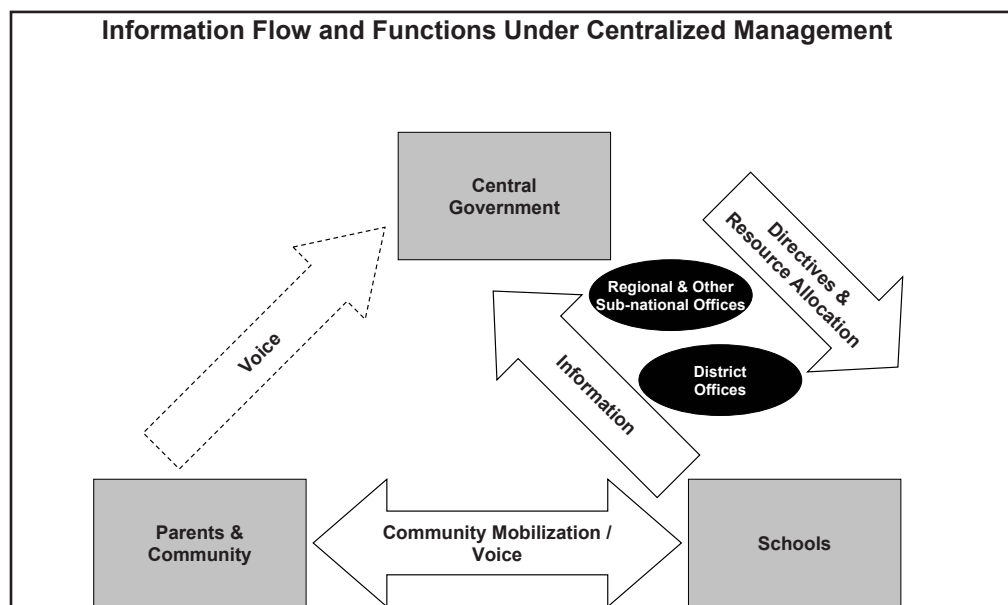 Information Flow and Functions Under Centralized Management
Central
Government
Directives &
Resource Allocation
Regional & Other
Sub-national Offices
District
Offices
Voice
Information
Parents &
Community
Community Mobilization /
Voice
Schools